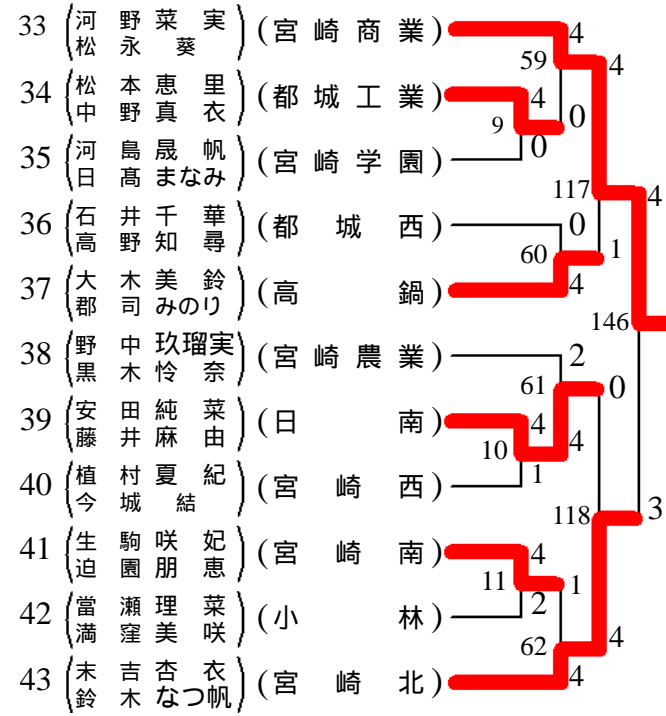 33 (河野菜実 松永葵) (宮崎商業) 4
59 4
34 (松本恵里 中野真衣) (都城工業) 4 0
9
35 (河島晟帆 日髙まなみ) (宮崎学園) 0
117 4
36 (石井千華 高野知尋) (都城西) 0
60 1
37 (大木美鈴 郡司みのり) (高鍋) 4
146
38 (野中玖瑠実 黒木怜奈) (宮崎農業) 2
61 0
39 (安田純菜 藤井麻由) (日南) 4 4
10
40 (植村夏紀 今城結) (宮崎西) 1
118 3
41 (生駒咲妃 迫園朋恵) (宮崎南) 4
11 1
42 (當瀬理菜 満窪美咲) (小林) 2
62 4
43 (末吉杏衣 鈴木なつ帆) (宮崎北) 4